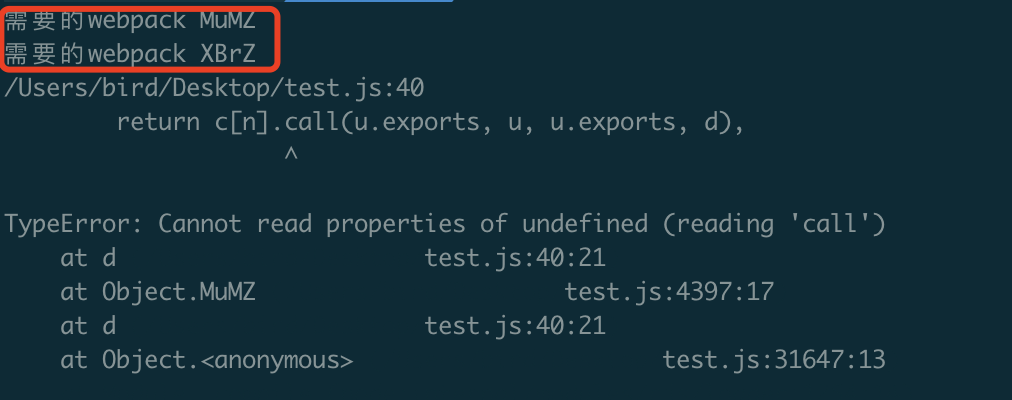 需要的webpack MuMZ
需要的webpack XBrZ
/Users/bird/Desktop/test.js:40
return c[n].call(u.exports, u, u.exports, d),
^
TypeError: Cannot read properties of undefined (reading 'call')
at d test.js:40:21
at Object.MuMZ test.js:4397:17
at d test.js:40:21
at Object.<anonymous> test.js:31647:13